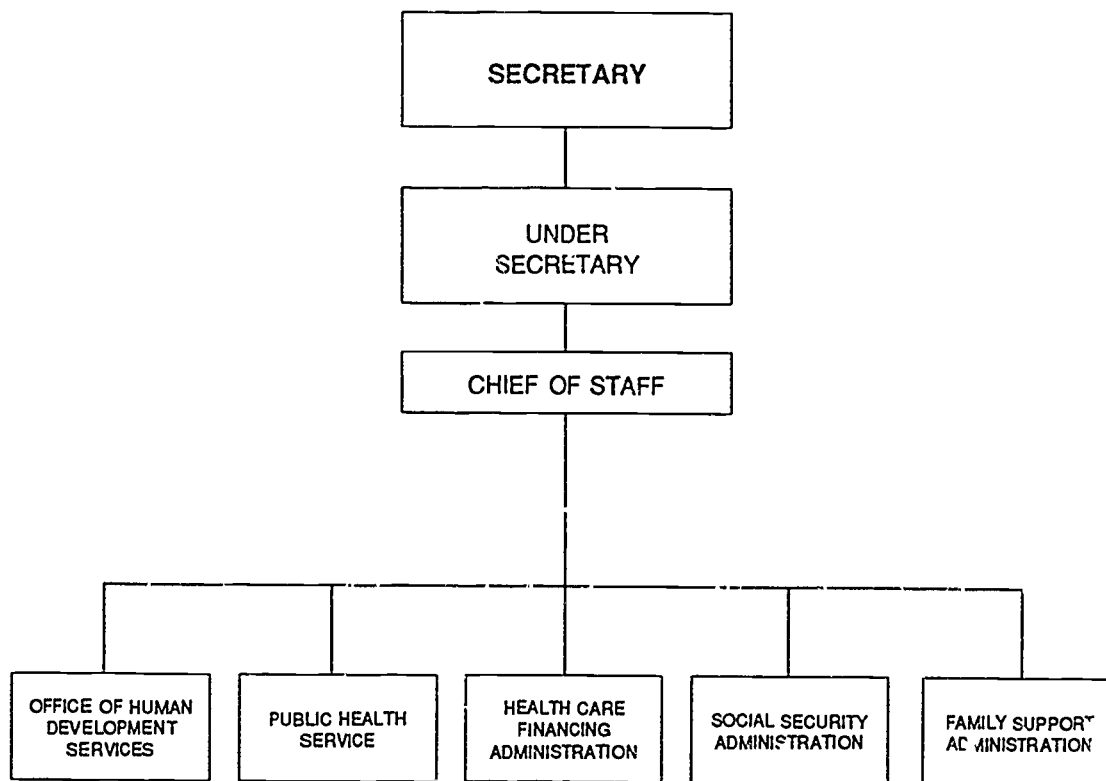 SECRETARY
UNDER
SECRETARY
CHIEF OF STAFF
OFFICE OF HUMAN
DEVELOPMENT
SERVICES
PUBLIC HEALTH
SERVICE
HEALTH CARE
FINANCING
ADMINISTRATION
SOCIAL SECURITY
ADMINISTRATION
FAMILY SUPPORT
ADMINISTRATION